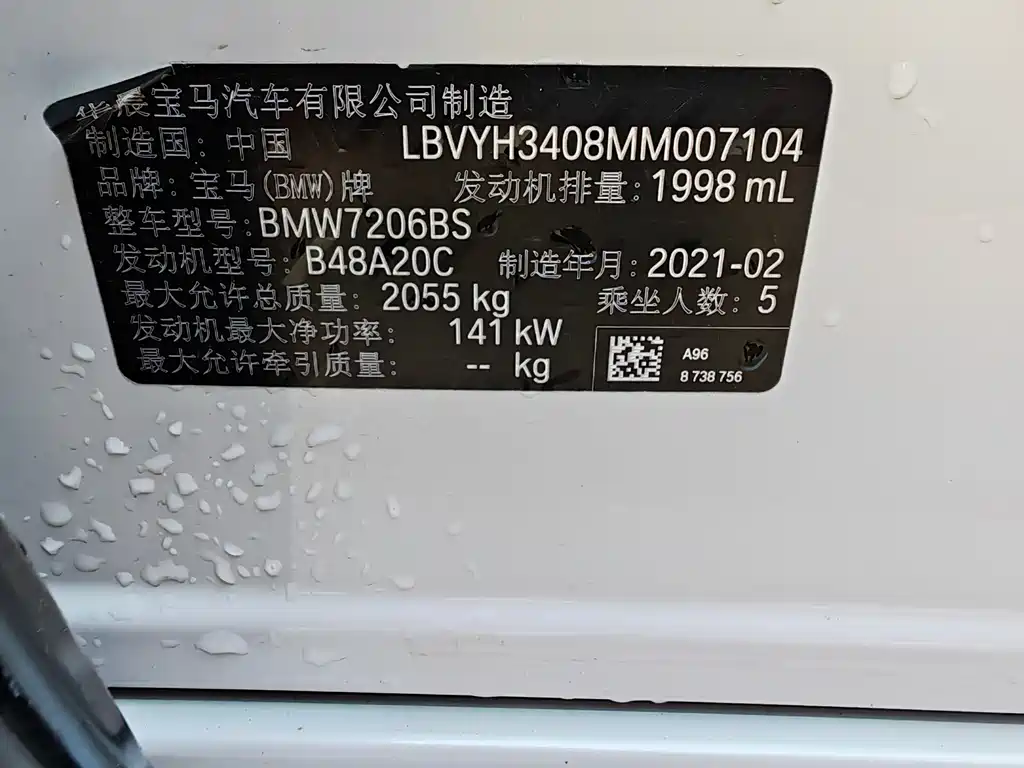 华晨宝马汽车有限公司制造
制造国：中国 LBVYH3408MM007104
品牌：宝马(BMW)牌 发动机排量：1998 mL
整车型号：BMW7206BS
发动机型号：B48A20C 制造年月：2021-02
最大允许总质量：2055 kg 乘坐人数：5
发动机最大净功率：141 kW
最大允许牵引质量：-- kg
A96
8 738 756